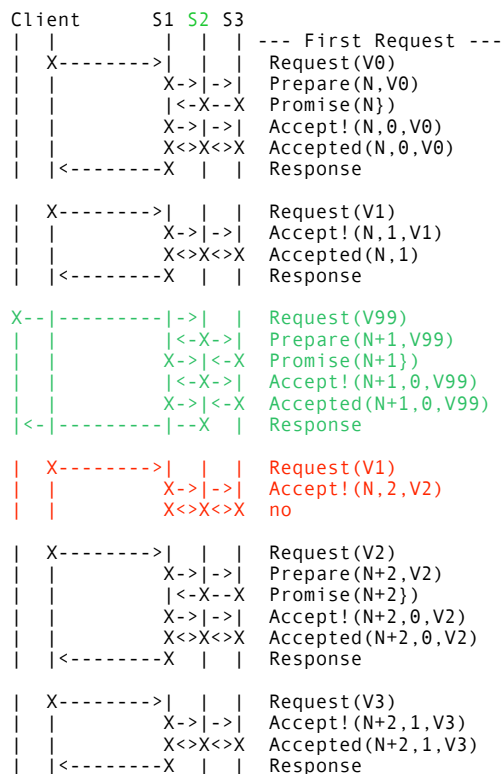 Client         S1 S2 S3
|   |           |  |  | --- First Request ---
|   X-------->|  |  |  Request(V0)
|   |         X->|->|  Prepare(N,V0)
|   |         |<-X--X  Promise(N})
|   |         X->|->|  Accept!(N,0,V0)
|   |         X<>X<>X  Accepted(N,0,V0)
|   |<--------X  |  |  Response
|   X-------->|  |  |  Request(V1)
|   |         X->|->|  Accept!(N,1,V1)
|   |         X<>X<>X  Accepted(N,1)
|   |<--------X  |  |  Response
X--|---------|->|  |  Request(V99)
|   |         |<-X->|  Prepare(N+1,V99)
|   |         X->|<-X  Promise(N+1})
|   |         |<-X->|  Accept!(N+1,0,V99)
|   |         X->|<-X  Accepted(N+1,0,V99)
|<-|---------|--X  |  Response
|   X-------->|  |  |  Request(V1)
|   |         X->|->|  Accept!(N,2,V2)
|   |         X<>X<>X  no
|   X-------->|  |  |  Request(V2)
|   |         X->|->|  Prepare(N+2,V2)
|   |         |<-X--X  Promise(N+2})
|   |         X->|->|  Accept!(N+2,0,V2)
|   |         X<>X<>X  Accepted(N+2,0,V2)
|   |<--------X  |  |  Response
|   X-------->|  |  |  Request(V3)
|   |         X->|->|  Accept!(N+2,1,V3)
|   |         X<>X<>X  Accepted(N+2,1,V3)
|   |<--------X  |  |  Response